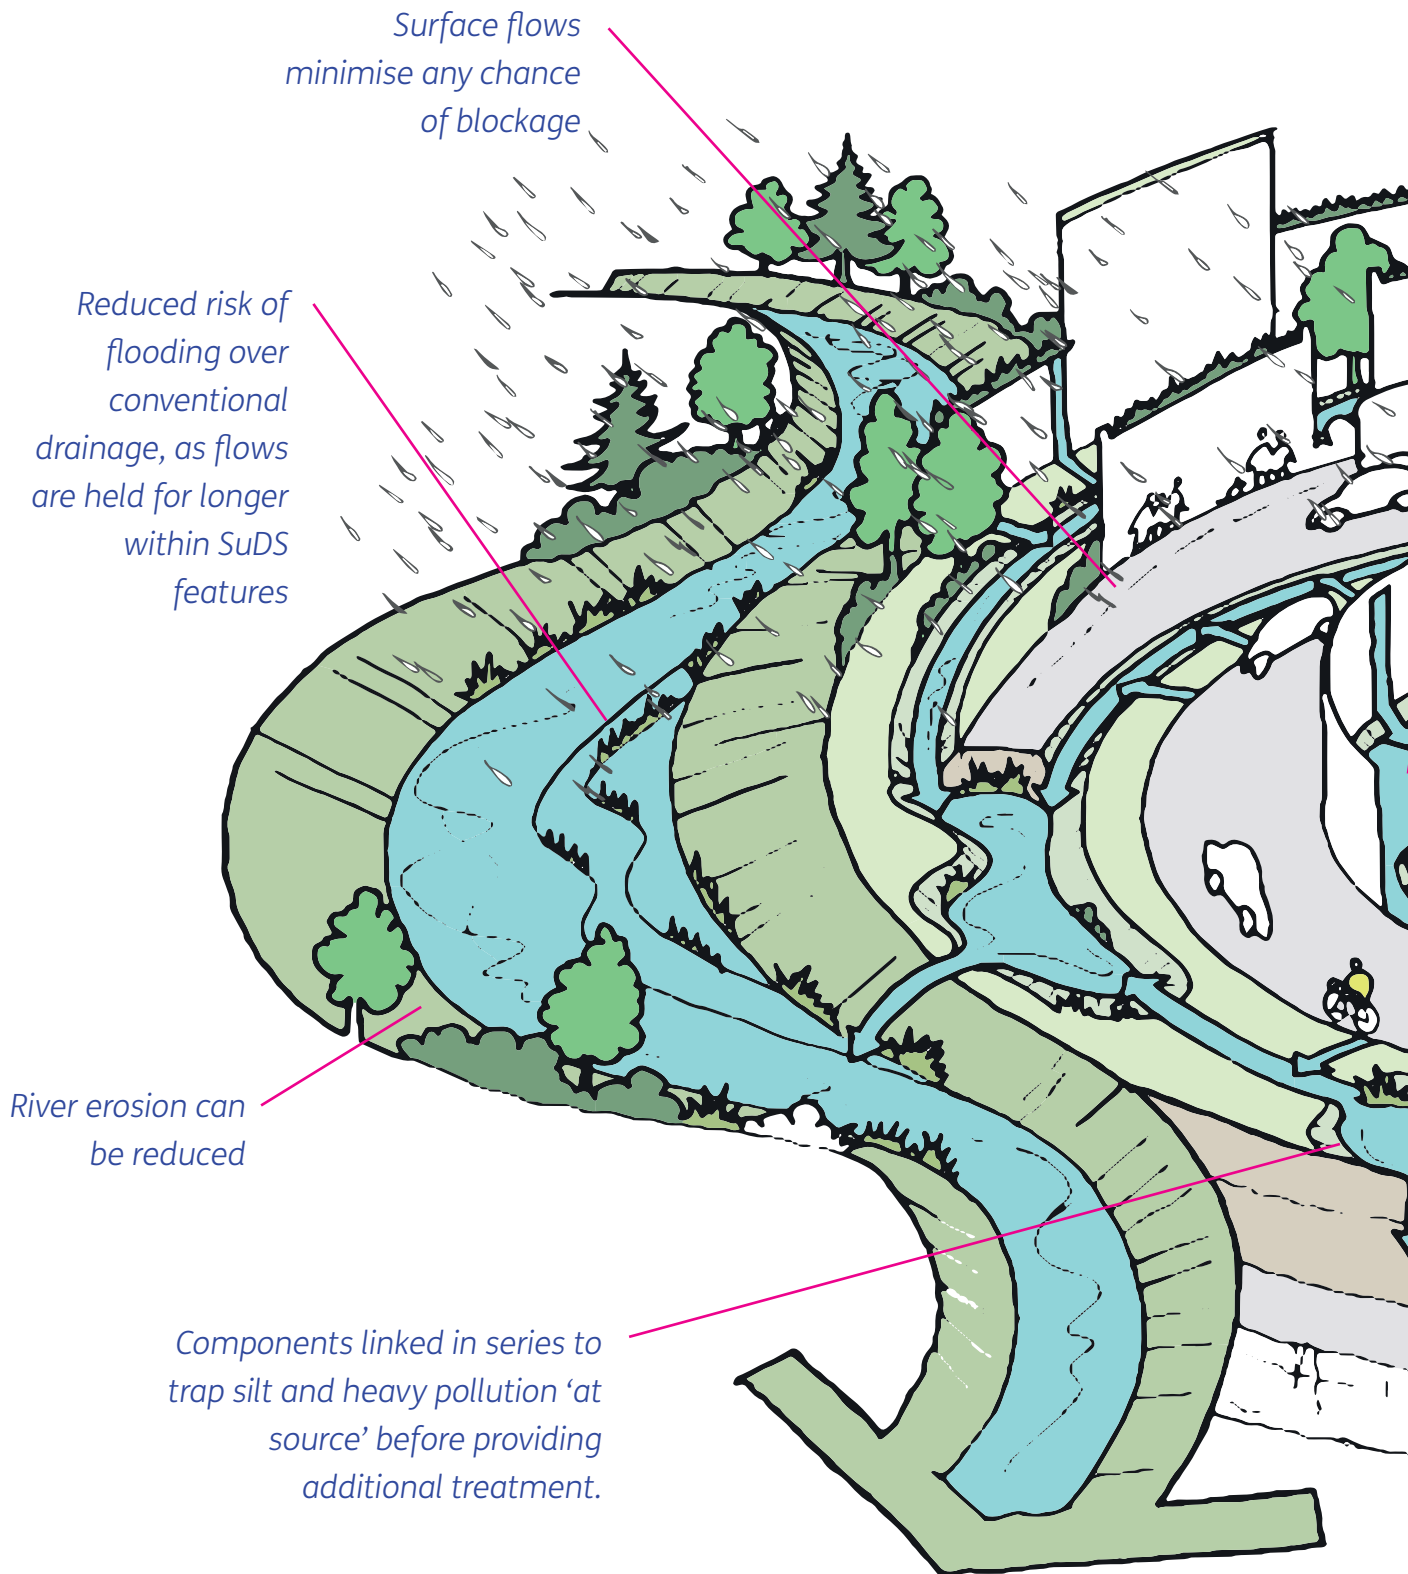 Surface flows
minimise any chance
of blockage
Reduced risk of
flooding over
conventional
drainage, as flows
are held for longer
within SuDS
features
River erosion can
be reduced
Components linked in series to
trap silt and heavy pollution ‘at
source’ before providing
additional treatment.